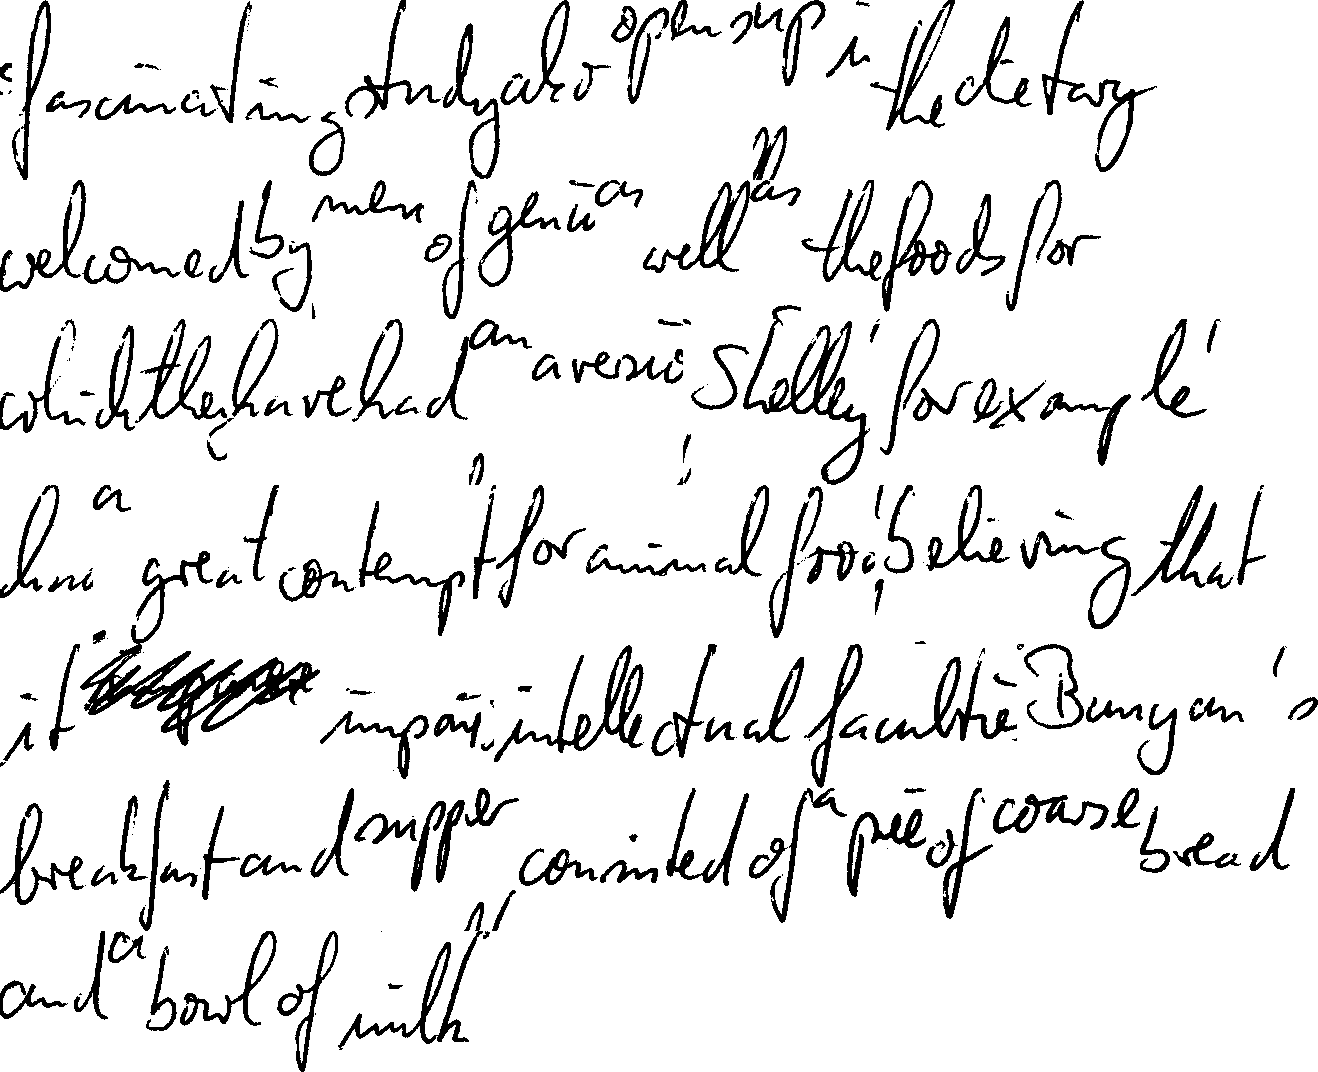 fascinating study also opens up in the dietary
welcomed by men of genius as well as the foods for
which they have had an aversion Shelley, for example,
had a great contempt for animal food, believing that
it impairs intellectual faculties Bunyan's
breakfast and supper consisted of a piece of coarse bread
and a bowl of milk